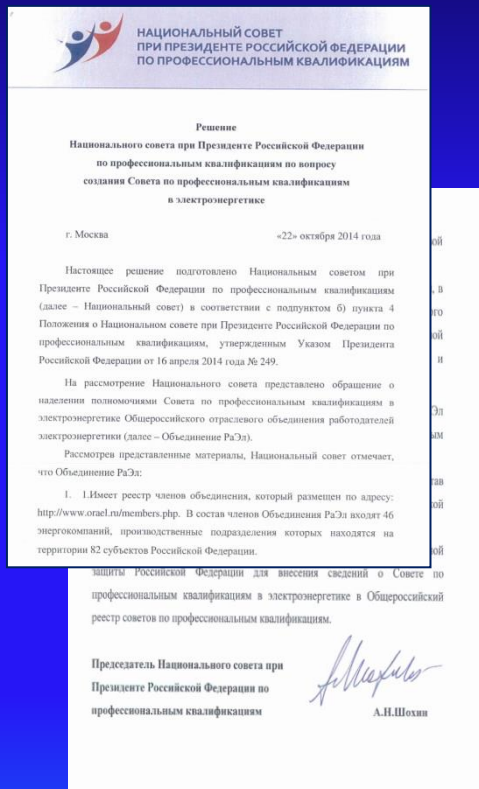 НАЦИОНАЛЬНЫЙ СОВЕТ
ПРИ ПРЕЗИДЕНТЕ РОССИЙСКОЙ ФЕДЕРАЦИИ
ПО ПРОФЕССИОНАЛЬНЫМ КВАЛИФИКАЦИЯМ
Решение
Национального совета при Президенте Российской Федерации
по профессиональным квалификациям по вопросу
создания Совета по профессиональным квалификациям
в электроэнергетике
г. Москва «22» октября 2014 года
Настоящее решение подготовлено Национальным советом при
Президенте Российской Федерации по профессиональным квалификациям
(далее – Национальный совет) в соответствии с подпунктом б) пункта 4
Положения о Национальном совете при Президенте Российской Федерации по
профессиональным квалификациям, утвержденным Указом Президента
Российской Федерации от 16 апреля 2014 года № 249.
На рассмотрение Национального совета представлено обращение о
наделении полномочиями Совета по профессиональным квалификациям в
электроэнергетике Общероссийского отраслевого объединения работодателей
электроэнергетики (далее – Объединение РаЭл).
Рассмотрев представленные материалы, Национальный совет отмечает,
что Объединение РаЭл:
1. 1.Имеет реестр членов объединения, который размещен по адресу:
http://www.orael.ru/members.php. В состав членов Объединения РаЭл входят 46
энергокомпаний, производственные подразделения которых находятся на
территории 82 субъектов Российской Федерации.
защиты Российской Федерации для внесения сведений о Совете по
профессиональным квалификациям в электроэнергетике в Общероссийский
реестр советов по профессиональным квалификациям.
Председатель Национального совета при
Президенте Российской Федерации по
профессиональным квалификациям А.Н.Шохин